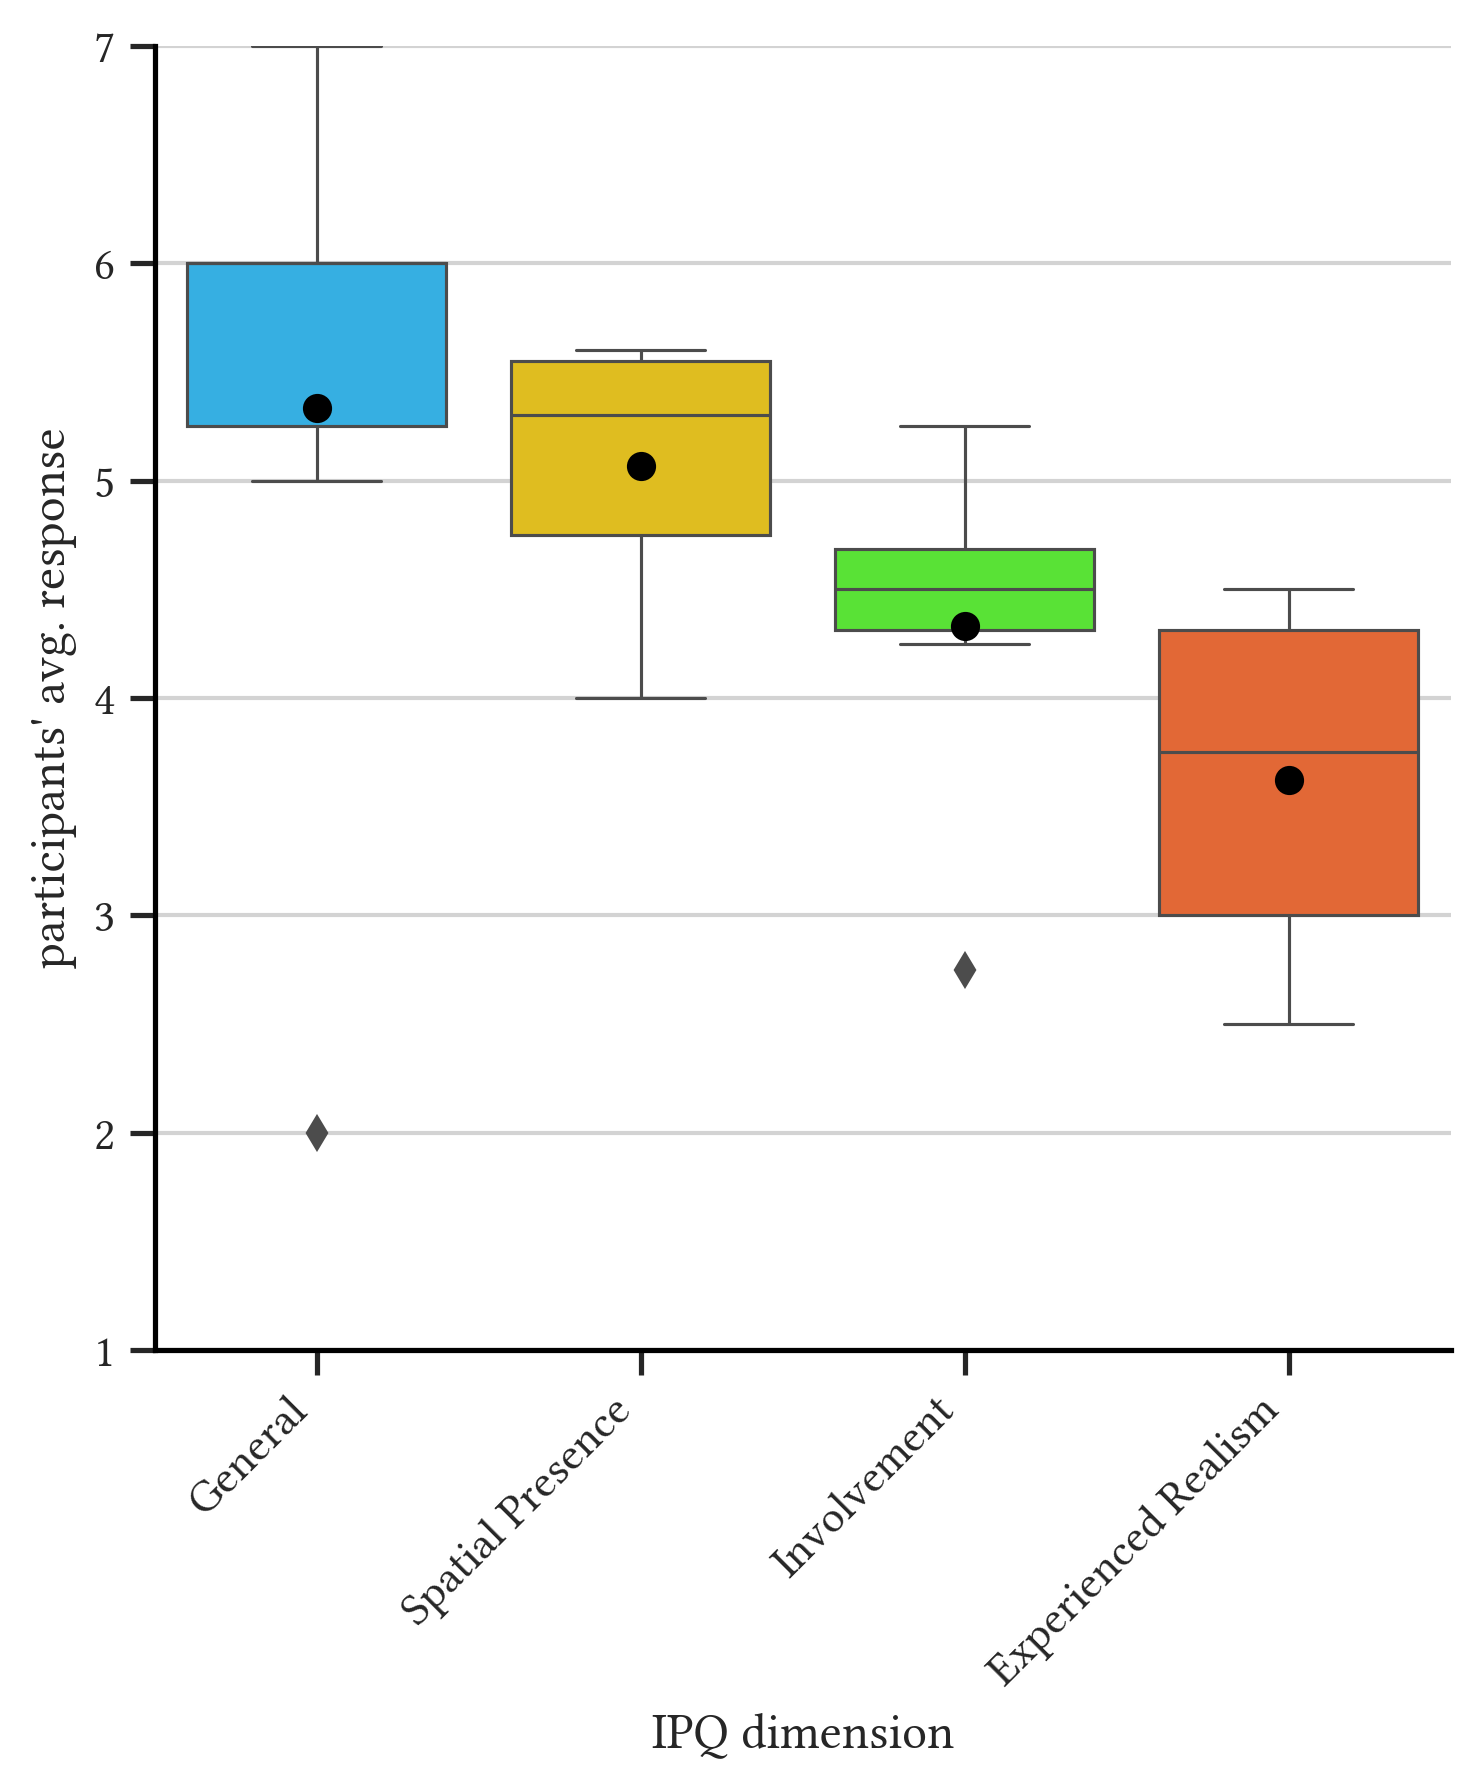 7
6
5
4
3
2
1
participants' avg. response
General
Spatial Presence
Involvement
Experienced Realism
IPQ dimension